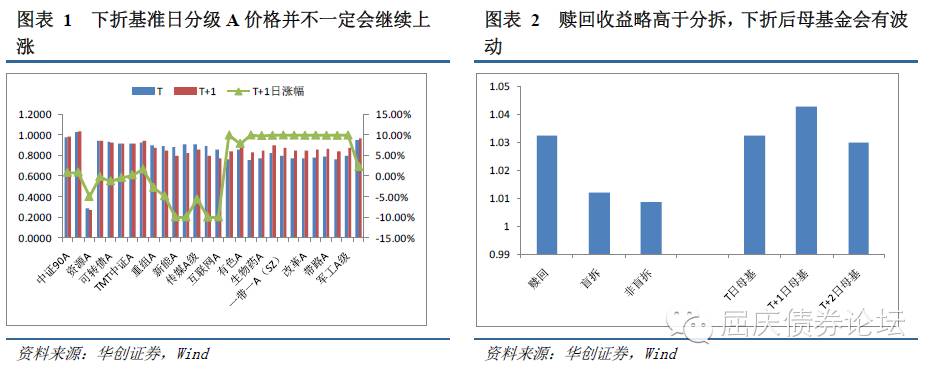 图表 1 下折基准日分级 A 价格并不一定会继续上
涨
T T+1 T+1日涨幅
1.2000
1.0000
0.8000
0.6000
0.4000
0.2000
0.0000
15.00%
10.00%
5.00%
0.00%
-5.00%
-10.00%
-15.00%
中证90A
资源A
可转债A
TMT中证A
重组A
新能A
传媒A级
互联网A
有色A
生物药A
一带一A（SZ）
改革A
带路A
军工A级
资料来源：华创证券，Wind
图表 2 赎回收益略高于分拆，下折后母基金会有波
动
1.05
1.04
1.03
1.02
1.01
1
0.99
赎回
盲拆
非盲拆
T日母基
T+1日母基
T+2日母基
屈庆债券论坛
资料来源：华创证券，Wind